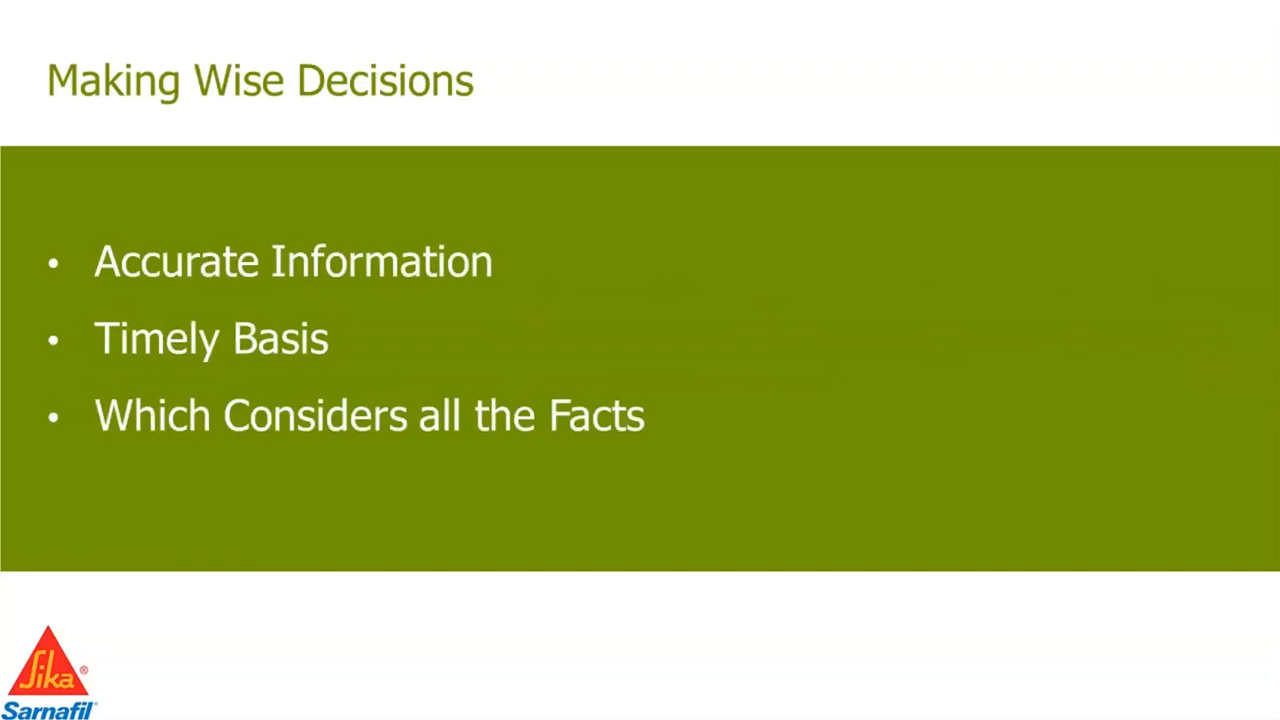 Making Wise Decisions
• Accurate Information
• Timely Basis
• Which Considers all the Facts
Sika®
Sarnafil®